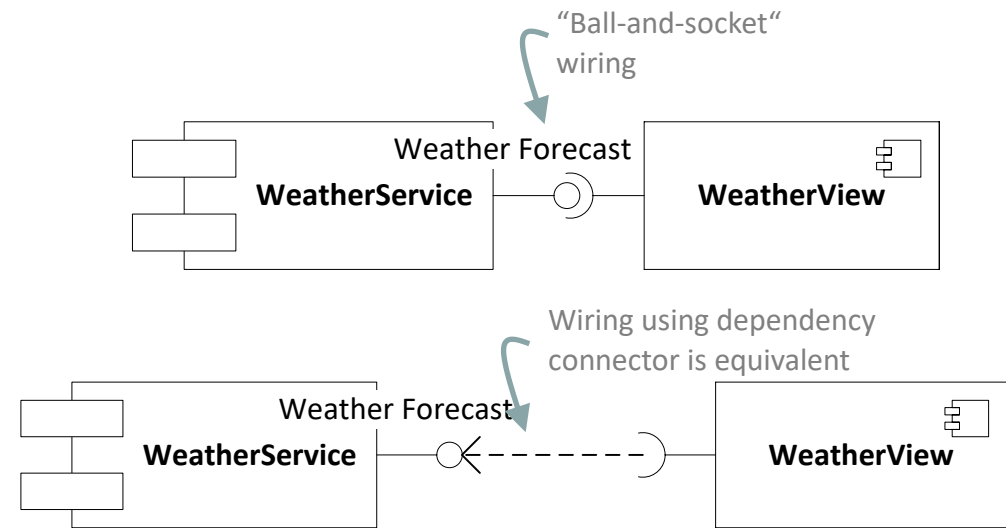 “Ball-and-socket“
wiring
Weather Forecast
WeatherService
WeatherView
Wiring using dependency
connector is equivalent
Weather Forecast
WeatherService
WeatherView